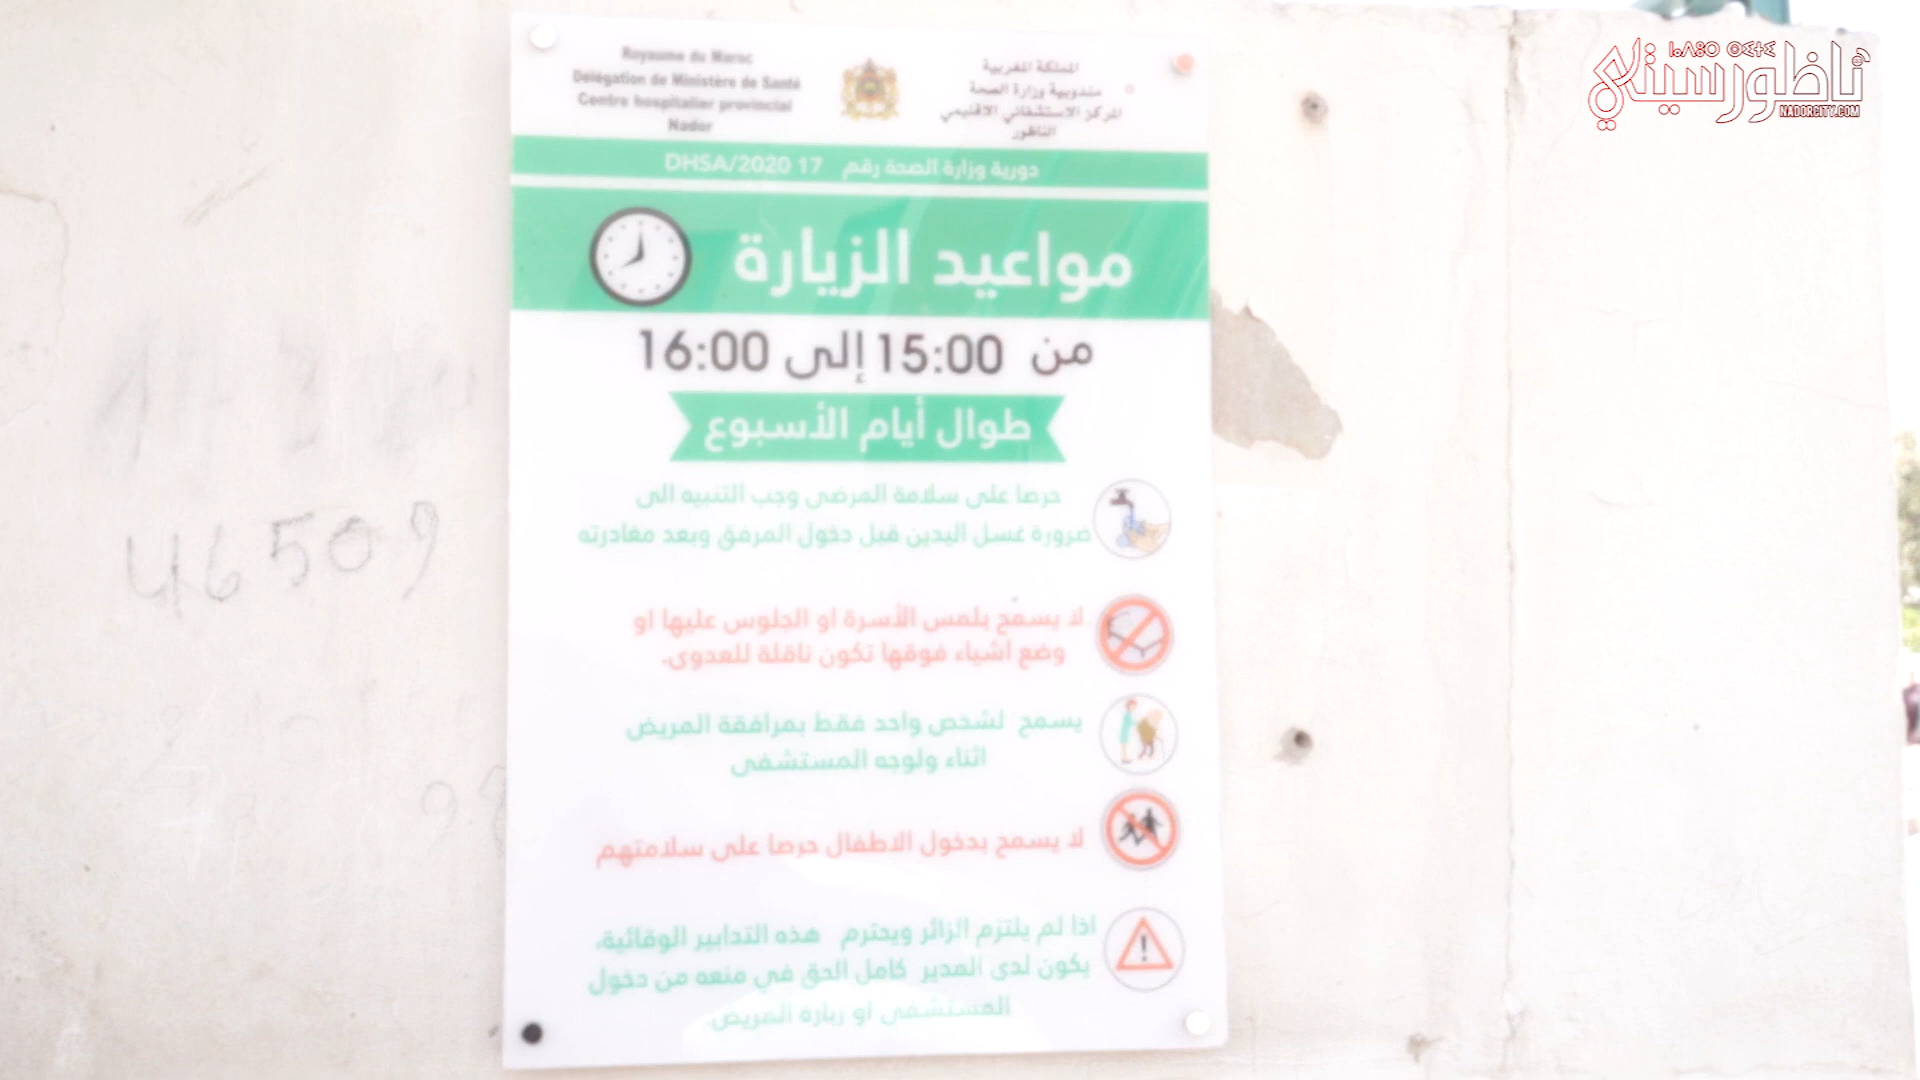 Royaume du Maroc
Délégation de Ministère de Santé
Centre hospitalier provincial
Nador
المملكة المغربية
مندوبية وزارة الصحة
المركز الاستشفائي الاقليمي
الناظور
دورية وزارة الصحة رقم 17 DHSA/2020
مواعيد الزيارة
من 15:00 إلى 16:00
طوال أيام الأسبوع
حرصا على سلامة المرضى وجب التنبيه الى
ضرورة غسل اليدين قبل دخول المرفق وبعد مغادرته
لا يسمح بلمس الأسرة او الجلوس عليها او
وضع اشياء فوقها تكون ناقلة للعدوى.
يسمح لشخص واحد فقط بمرافقة المريض
اثناء ولوجه المستشفى
لا يسمح بدخول الاطفال حرصا على سلامتهم
اذا لم يلتزم الزائر ويحترم هذه التدابير الوقائية،
يكون لدى المدير كامل الحق في منعه من دخول
المستشفى او زيارة المريض.
46509
ⵏⴰⴷⵓⵔ ⵙⵉⵜⵉ
ناظورسيتي
NADORCITY.COM